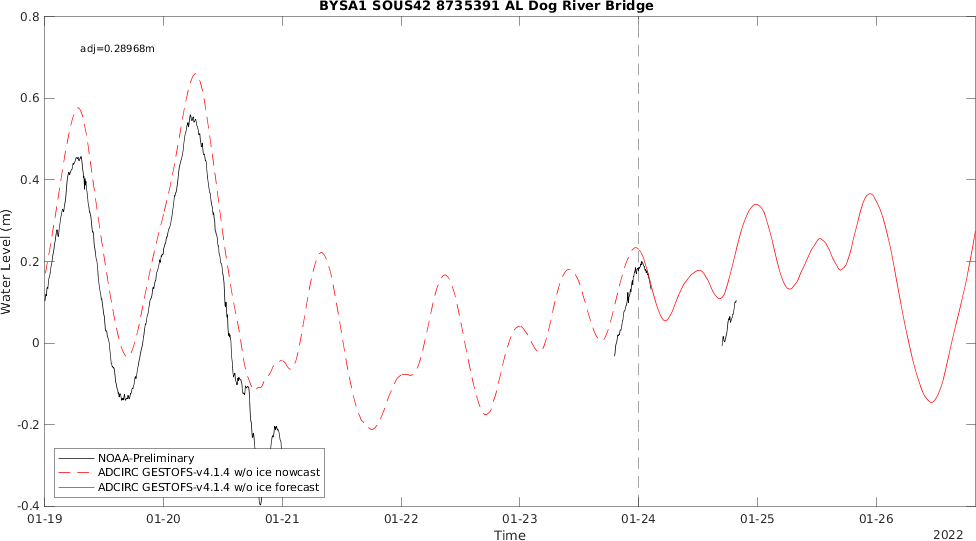 BYSA1 SOUS42 8735391 AL Dog River Bridge
adj=0.28968m
0.8
0.6
0.4
0.2
0
-0.2
-0.4
Water Level (m)
NOAA-Preliminary
ADCIRC GESTOFS-v4.1.4 w/o ice nowcast
ADCIRC GESTOFS-v4.1.4 w/o ice forecast
01-19 01-20 01-21 01-22 01-23 01-24 01-25 01-26
Time
2022